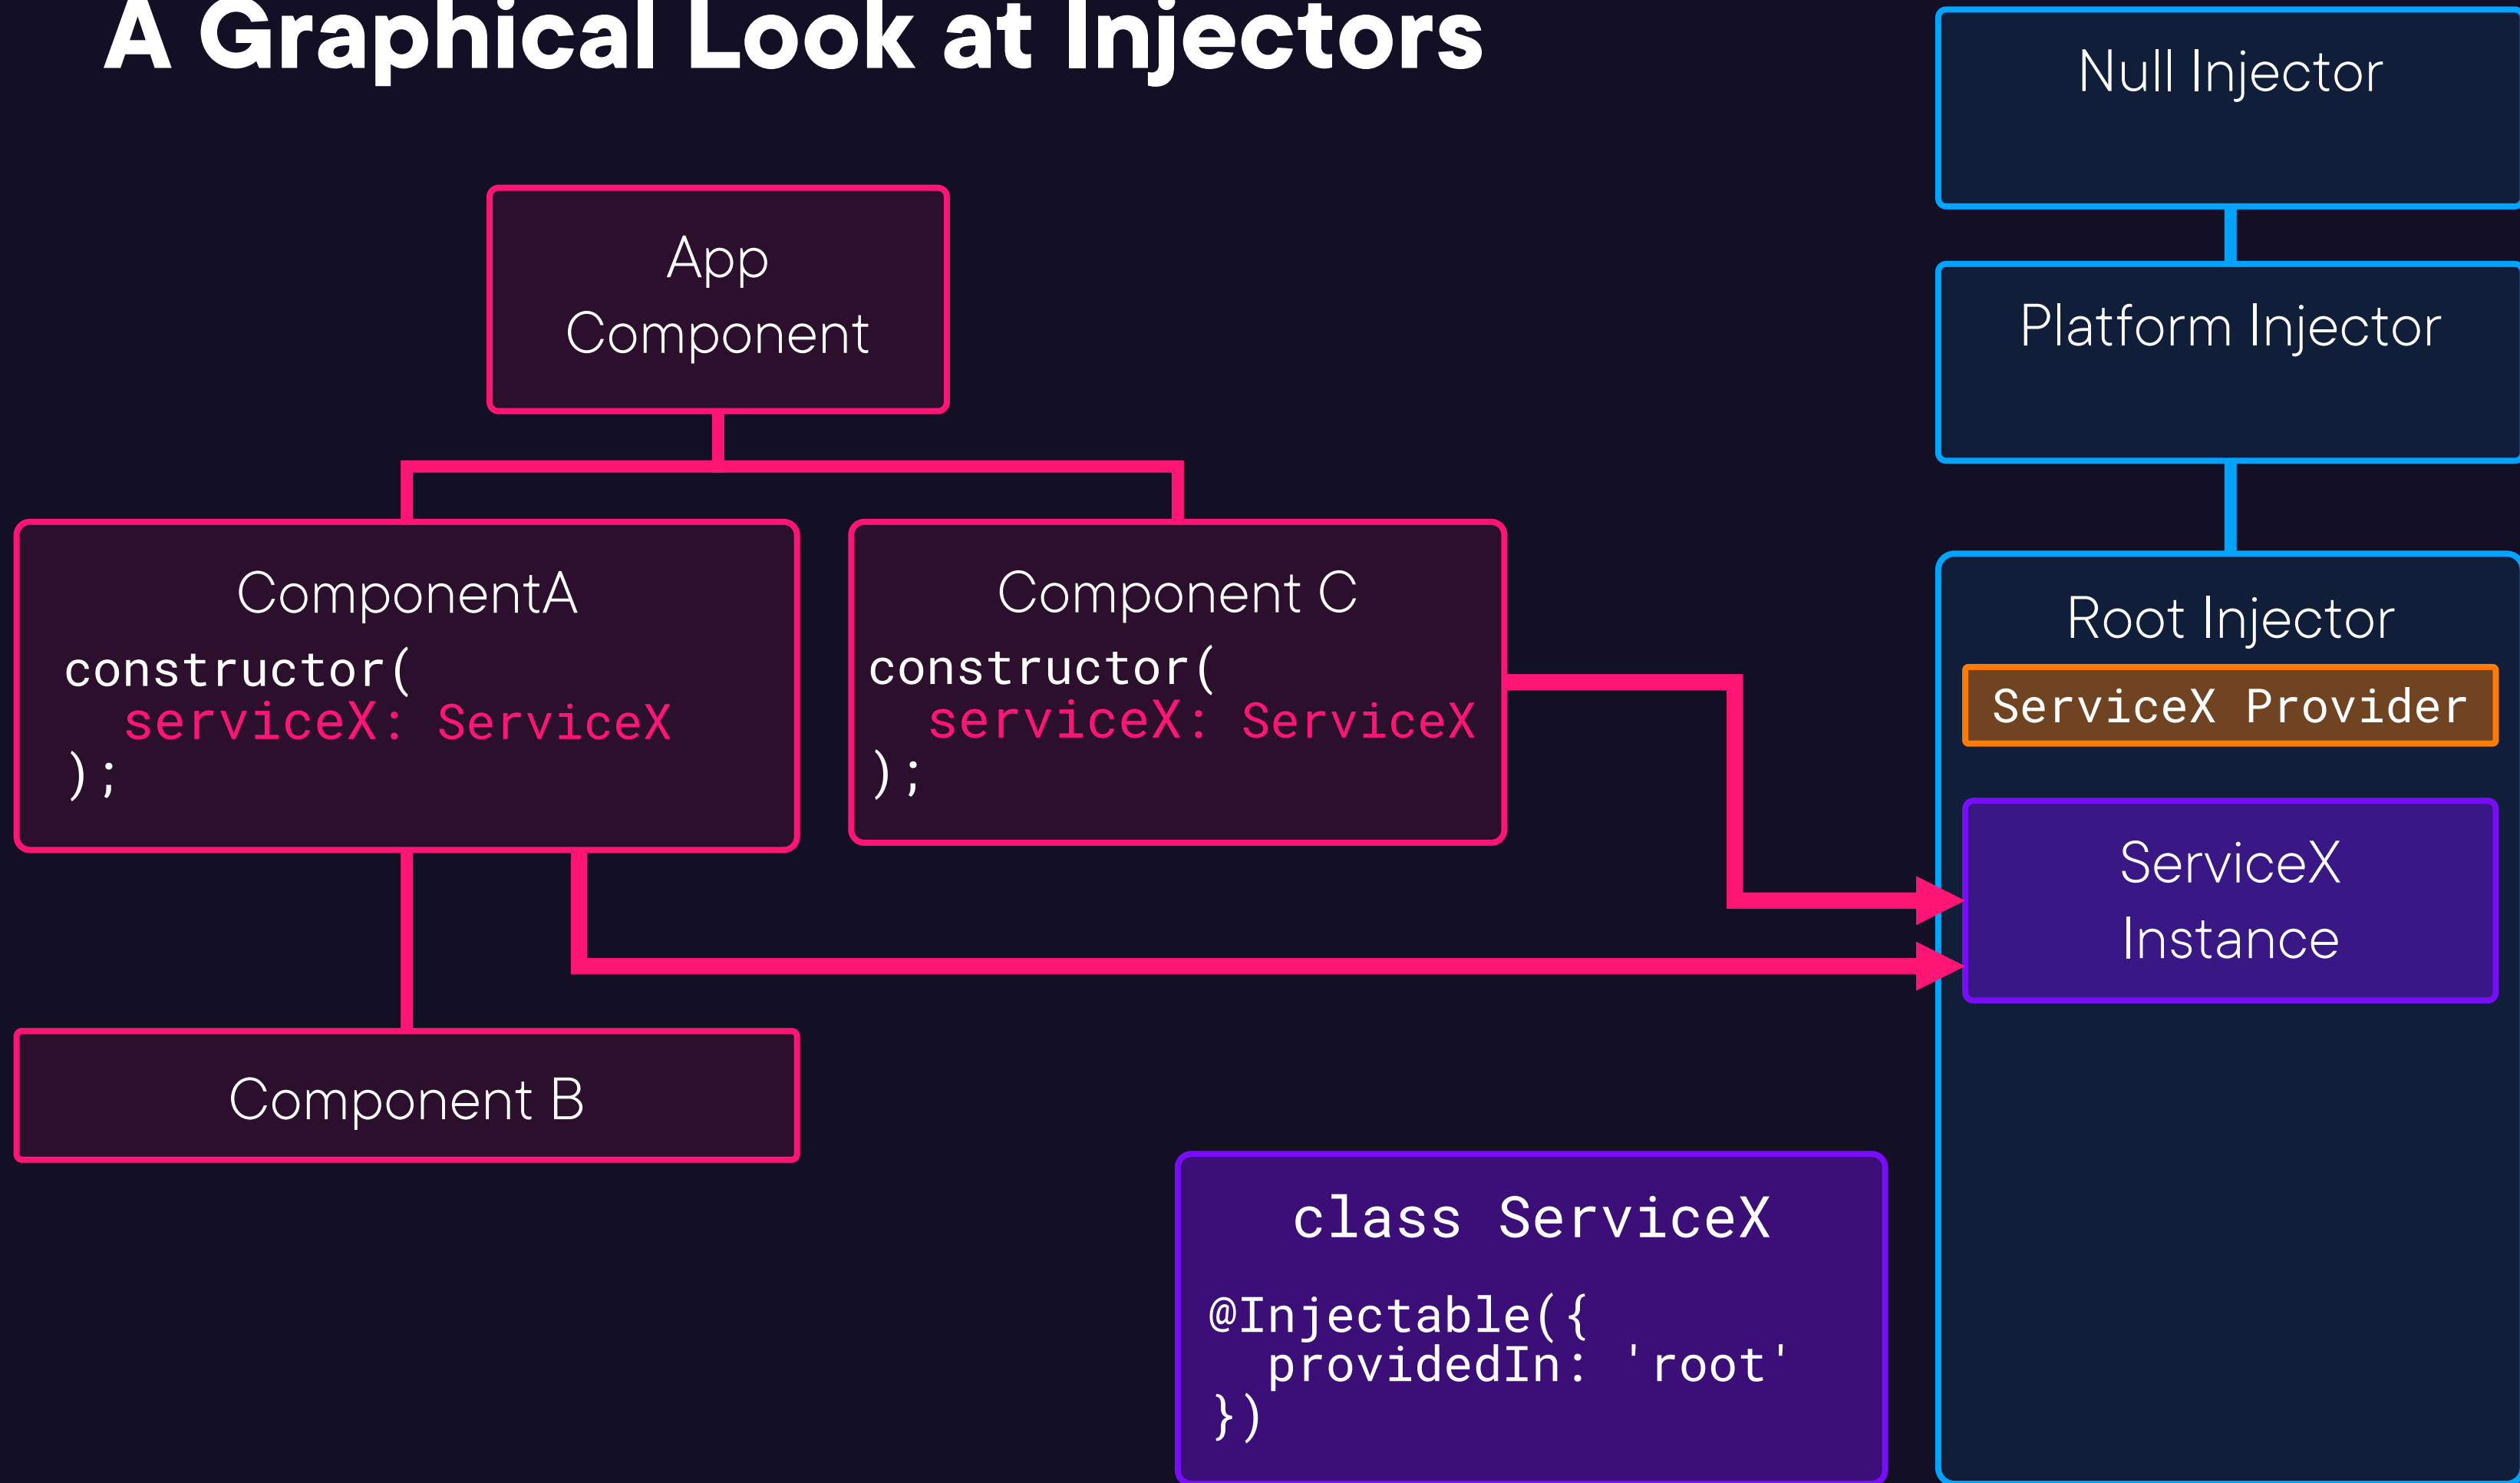 A Graphical Look at Injectors
Null Injector
Platform Injector
App
Component
ComponentA
constructor(
serviceX: ServiceX
);
Component C
constructor(
serviceX: ServiceX
);
Root Injector
ServiceX Provider
ServiceX
Instance
Component B
class ServiceX
@Injectable({
providedIn: 'root'
})